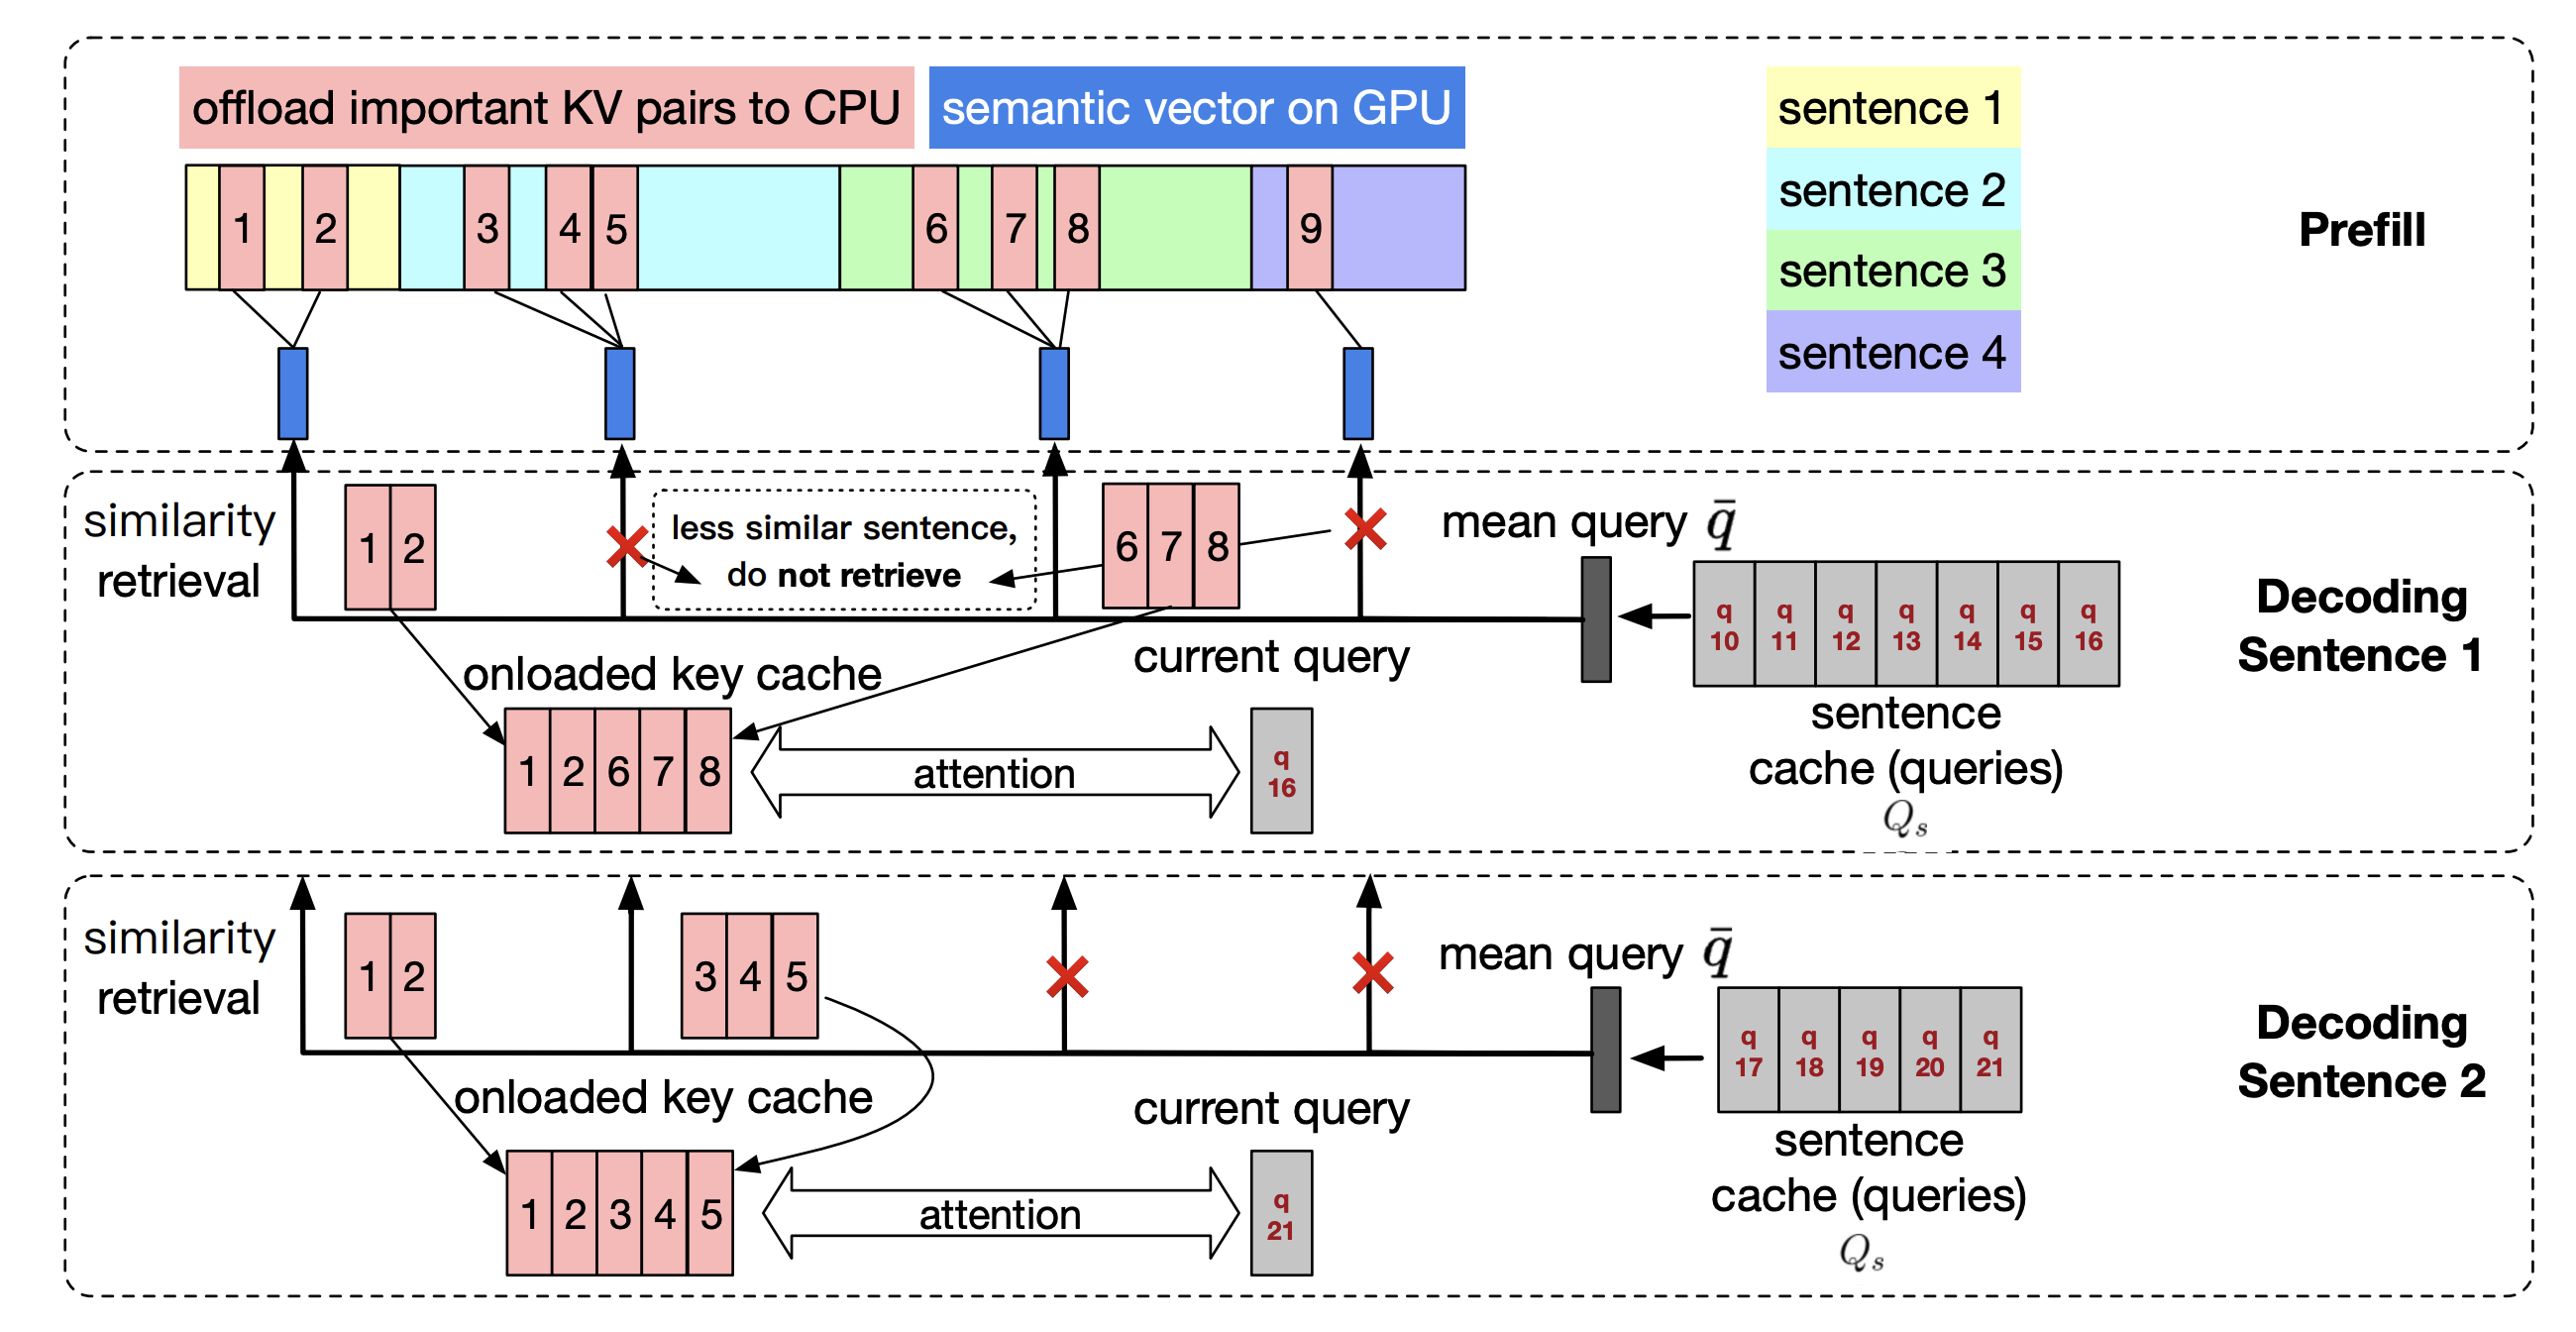 offload important KV pairs to CPU
semantic vector on GPU
sentence 1
sentence 2
sentence 3
sentence 4
Prefill
1 2 3 4 5 6 7 8 9
similarity
retrieval
1 2
less similar sentence,
do not retrieve
6 7 8
mean query q̄
q q q q q q q
10 11 12 13 14 15 16
Decoding
Sentence 1
onloaded key cache
current query
sentence
cache (queries)
Qs
1 2 6 7 8
attention
q
16
similarity
retrieval
1 2
3 4 5
mean query q̄
q q q q q
17 18 19 20 21
Decoding
Sentence 2
onloaded key cache
current query
sentence
cache (queries)
Qs
1 2 3 4 5
attention
q
21